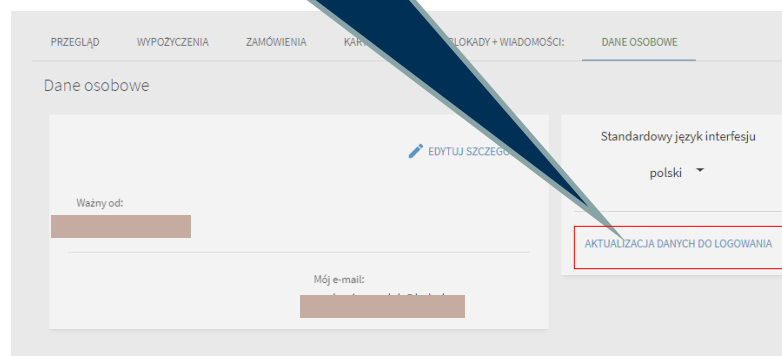 PRZEGLĄD WYPOŻYCZENIA ZAMÓWIENIA BLOKADY + WIADOMOŚCI: DANE OSOBOWE
Dane osobowe
EDYTUJ
Standardowy język interfesju
polski
Ważny od:
AKTUALIZACJA DANYCH DO LOGOWANIA
Mój e-mail: